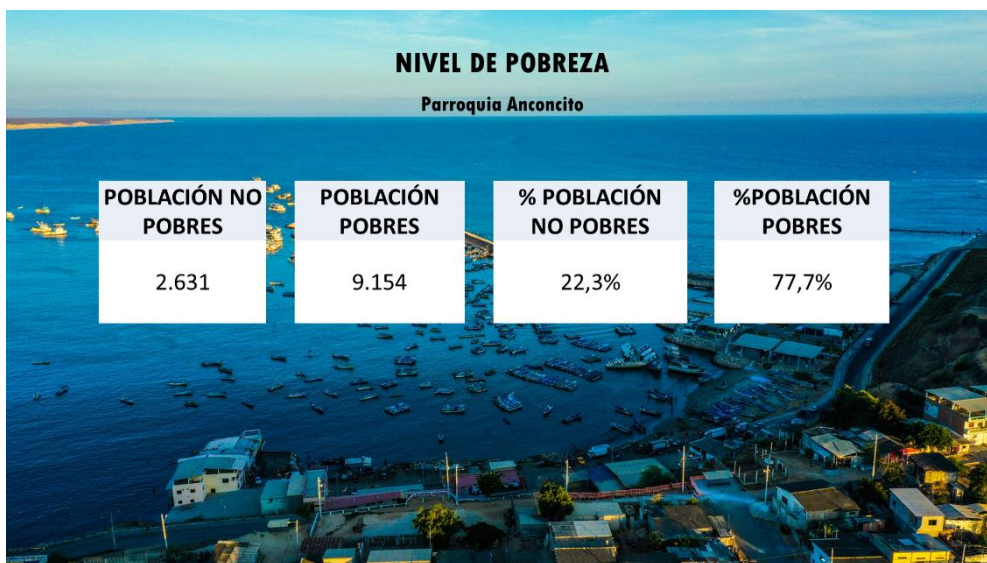 NIVEL DE POBREZA
Parroquia Anconcito
POBLACIÓN NO
POBRES
2.631
POBLACIÓN
POBRES
9.154
% POBLACIÓN
NO POBRES
22,3%
%POBLACIÓN
POBRES
77,7%